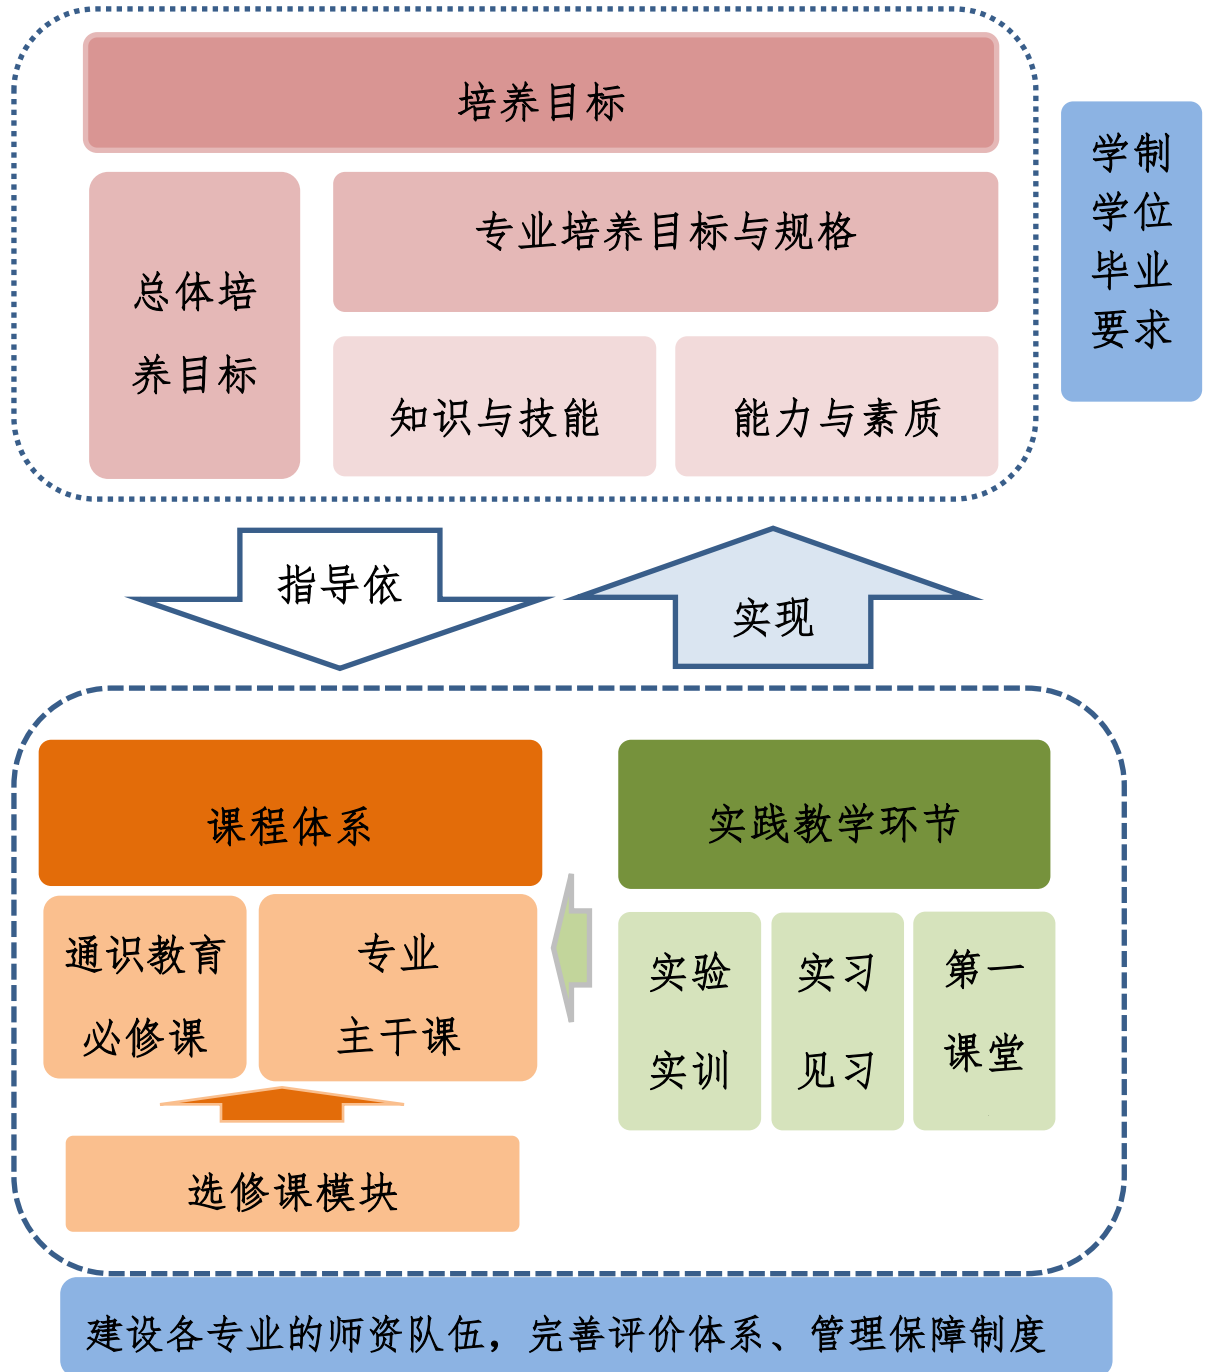 培养目标
学制
学位
毕业
要求
总体培
养目标
专业培养目标与规格
知识与技能
能力与素质
指导依
实现
课程体系
实践教学环节
通识教育
必修课
专业
主干课
实验
实训
实习
见习
第一
课堂
选修课模块
建设各专业的师资队伍，完善评价体系、管理保障制度